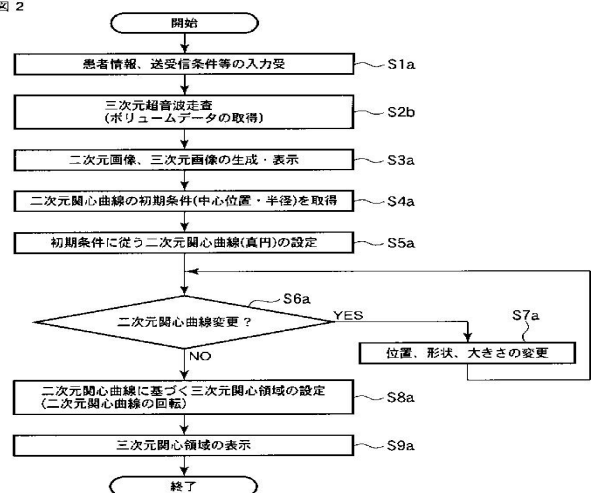 図 2
開始
患者情報、送受信条件等の入力受
S1a
三次元超音波走査
(ボリュームデータの取得)
S2b
二次元画像、三次元画像の生成・表示
S3a
二次元関心曲線の初期条件(中心位置・半径)を取得
S4a
初期条件に従う二次元関心曲線(真円)の設定
S5a
S6a
二次元関心曲線変更？
YES
S7a
位置、形状、大きさの変更
NO
二次元関心曲線に基づく三次元関心領域の設定
(二次元関心曲線の回転)
S8a
三次元関心領域の表示
S9a
終了